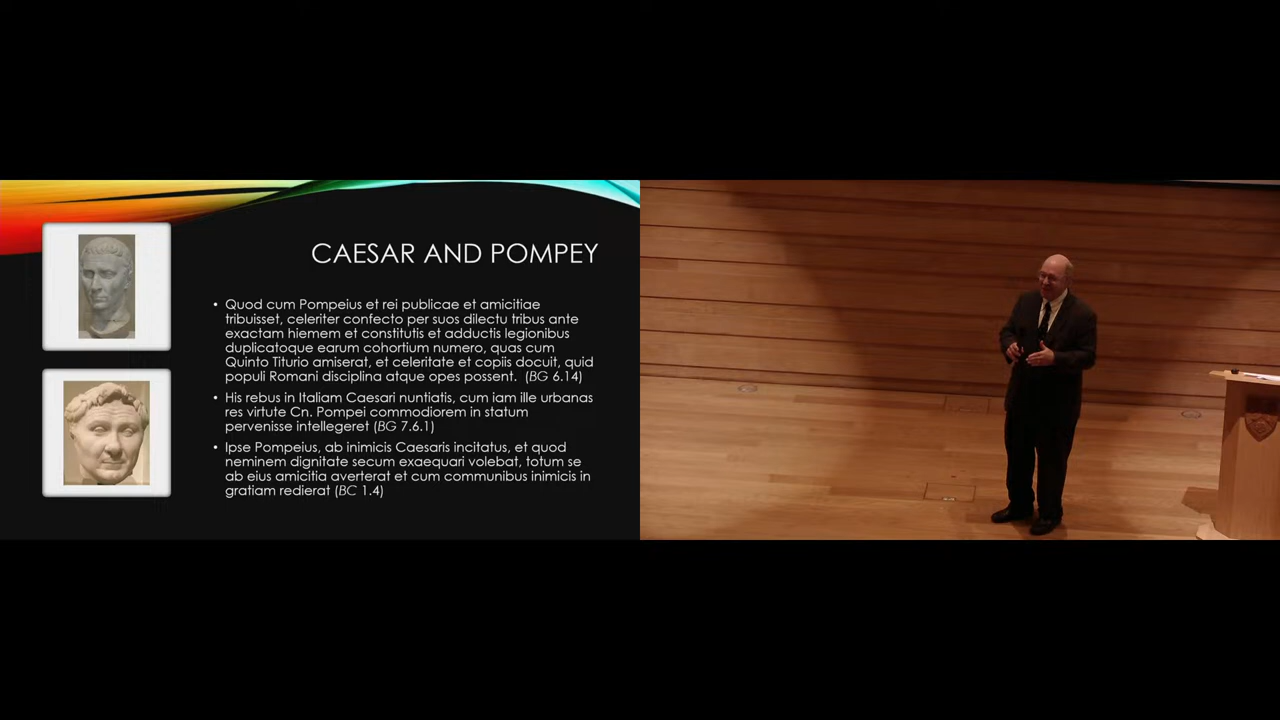 CAESAR AND POMPEY
• Quod cum Pompeius et rei publicae et amicitiae
tribuisset, celeriter confecto per suos dilectu tribus ante
exactam hiemem et constitutis et adductis legionibus
duplicatoque earum cohortium numero, quas cum
Quinto Titurio amiserat, et celeritate et copiis docuit, quid
populi Romani disciplina atque opes possent. (BG 6.14)
• His rebus in Italiam Caesari nuntiatis, cum iam ille urbanas
res virtute Cn. Pompei commodiorem in statum
pervenisse intellegeret (BG 7.6.1)
• Ipse Pompeius, ab inimicis Caesaris incitatus, et quod
neminem dignitate secum exaequari volebat, totum se
ab eius amicitia averterat et cum communibus inimicis in
gratiam redierat (BC 1.4)